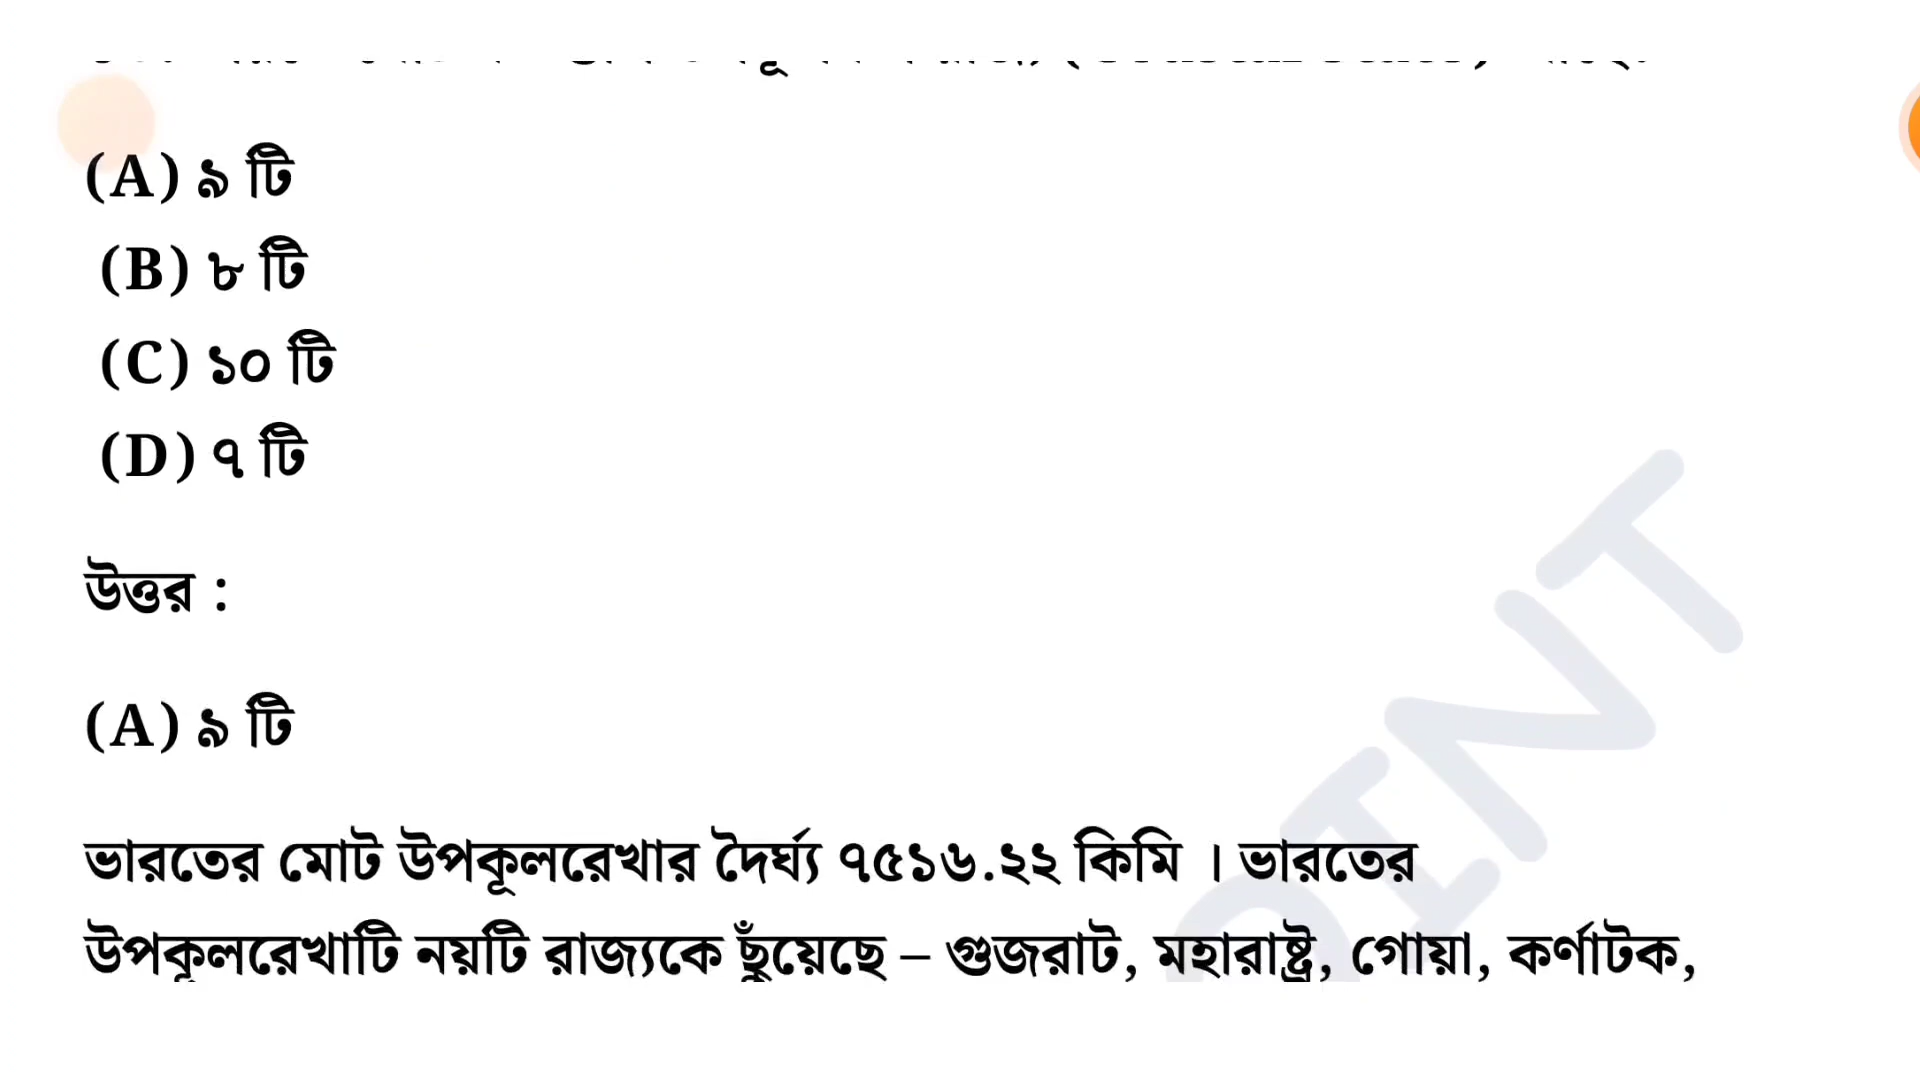 (A) ৯ টি
(B) ৮ টি
(C) ১০ টি
(D) ৭ টি
উত্তর :
(A) ৯ টি
ভারতের মোট উপকূলরেখার দৈর্ঘ্য ৭৫১৬.২২ কিমি । ভারতের
উপকূলরেখাটি নয়টি রাজ্যকে ছুঁয়েছে – গুজরাট, মহারাষ্ট্র, গোয়া, কর্ণাটক,